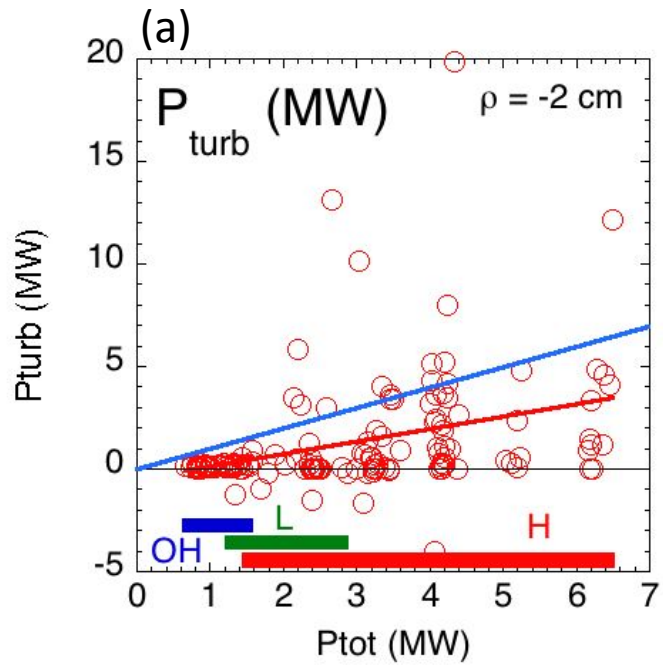 (a)
20
P turb (MW)
ρ = -2 cm
15
10
5
0
-5
Pturb (MW)
L
OH
H
0 1 2 3 4 5 6 7
Ptot (MW)